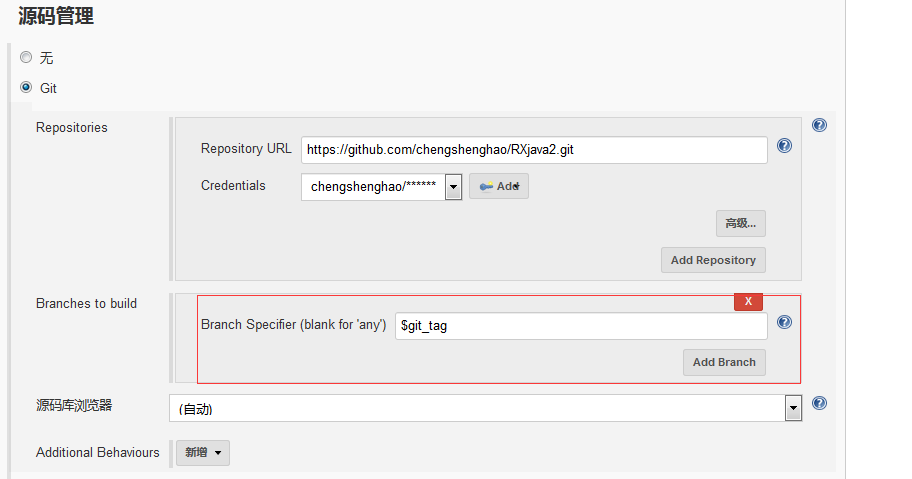 源码管理
无
Git
Repositories
Repository URL https://github.com/chengshenghao/RXjava2.git
Credentials chengshenghao/****** Add
高级...
Add Repository
Branches to build
X
Branch Specifier (blank for 'any') $git_tag
Add Branch
源码库浏览器 (自动)
Additional Behaviours 新增